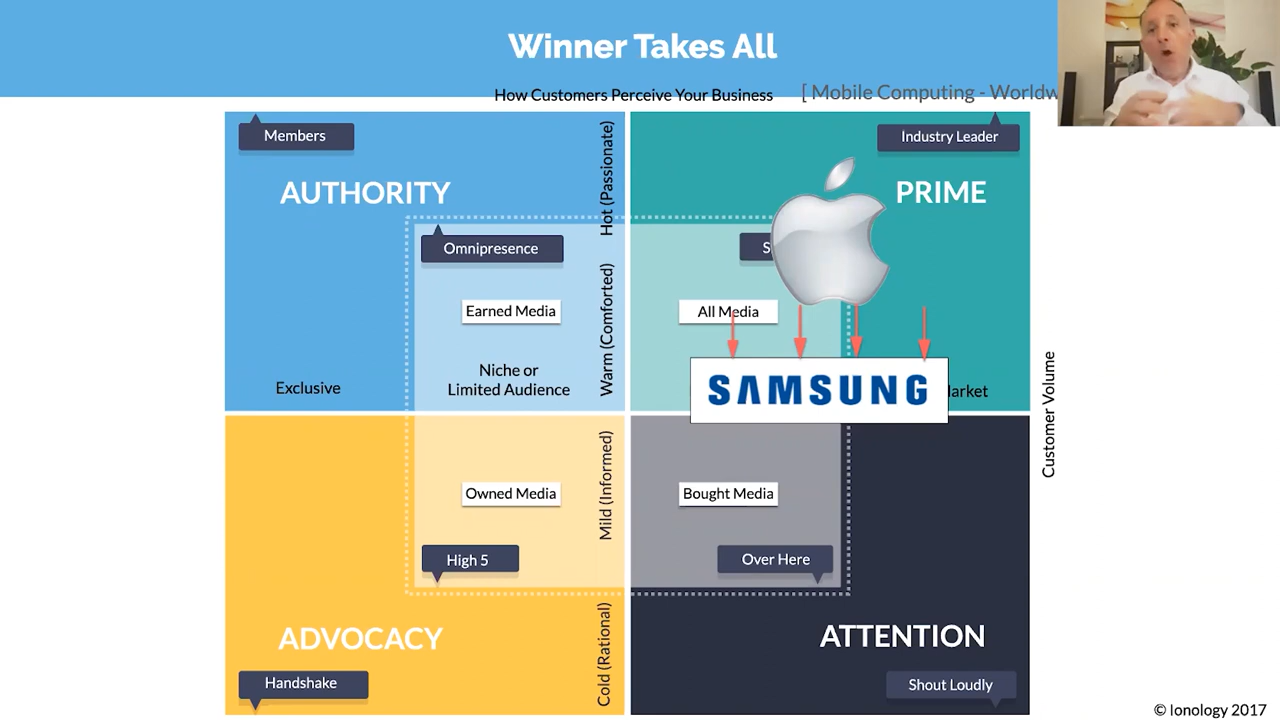 Winner Takes All
How Customers Perceive Your Business
[ Mobile Computing - Worldw
Members
Industry Leader
AUTHORITY
PRIME
Hot (Passionate)
Omnipresence
S
Earned Media
All Media
Warm (Comforted)
Niche or
Limited Audience
Exclusive
SAMSUNG
arket
Customer Volume
Mild (Informed)
Owned Media
Bought Media
High 5
Over Here
ADVOCACY
ATTENTION
Cold (Rational)
Handshake
Shout Loudly
© Ionology 2017